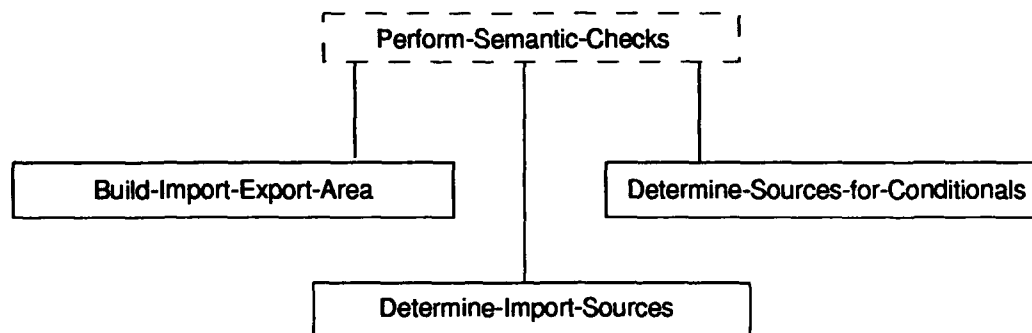 Perform-Semantic-Checks
Build-Import-Export-Area
Determine-Sources-for-Conditionals
Determine-Import-Sources